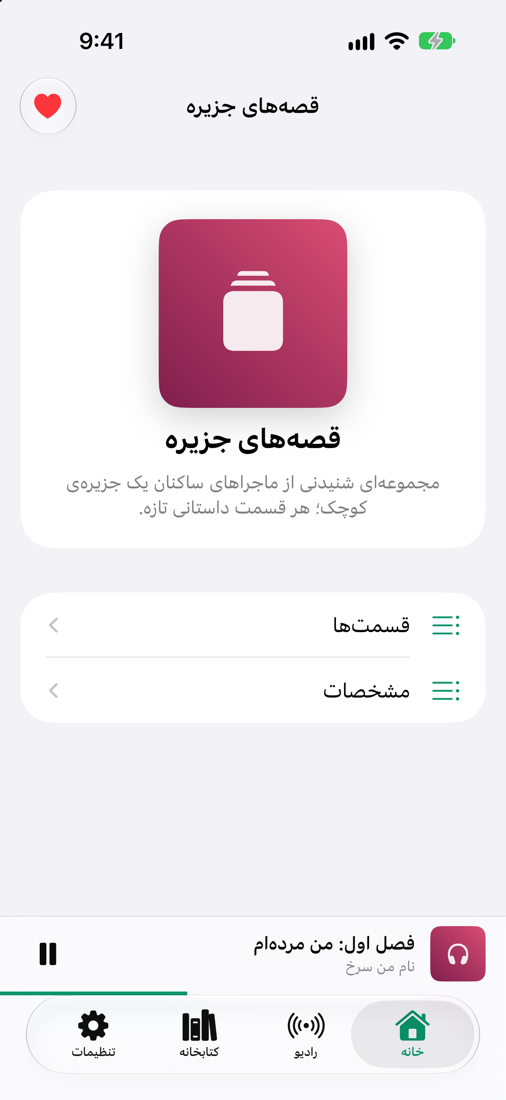 9:41
قصه‌های جزیره
قصه‌های جزیره
مجموعه‌ای شنیدنی از ماجراهای ساکنان یک جزیره‌ی
کوچک؛ هر قسمت داستانی تازه.
قسمت‌ها
مشخصات
فصل اول: من مرده‌ام
نام من سرخ
خانه
رادیو
کتابخانه
تنظیمات